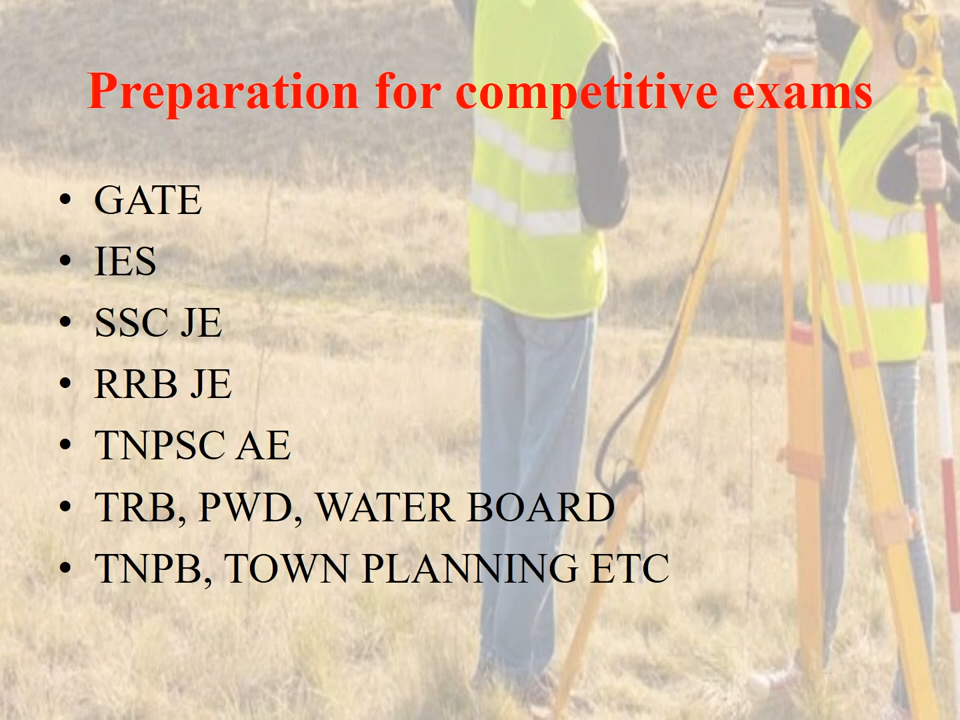 Preparation for competitive exams
• GATE
• IES
• SSC JE
• RRB JE
• TNPSC AE
• TRB, PWD, WATER BOARD
• TNPB, TOWN PLANNING ETC